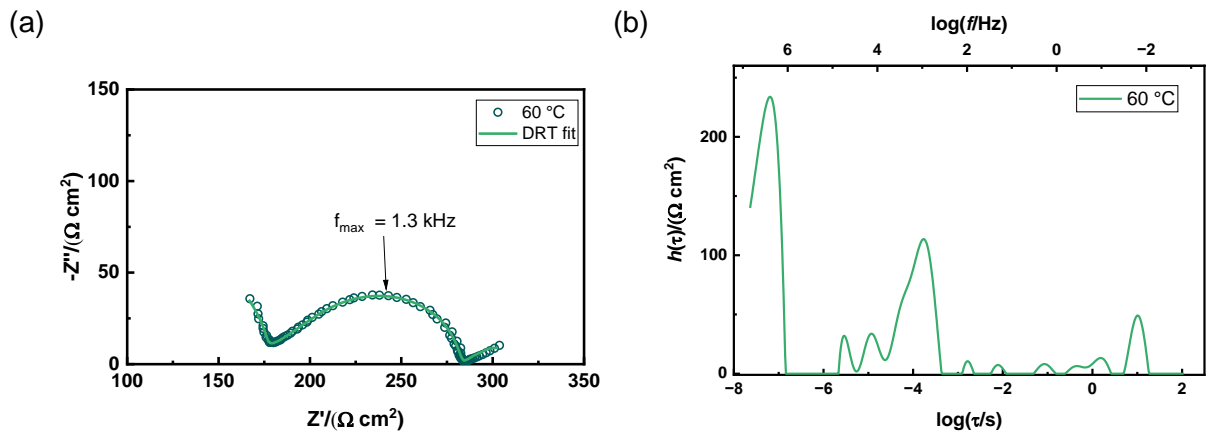 (a)
150
100
50
0
-Z''/(Ω cm²)
60 °C
DRT fit
f_max = 1.3 kHz
100 150 200 250 300 350
Z'/(Ω cm²)
(b)
log(f/Hz)
6 4 2 0 −2
60 °C
200
100
0
h(τ)/(Ω cm²)
−8 −6 −4 −2 0 2
log(τ/s)